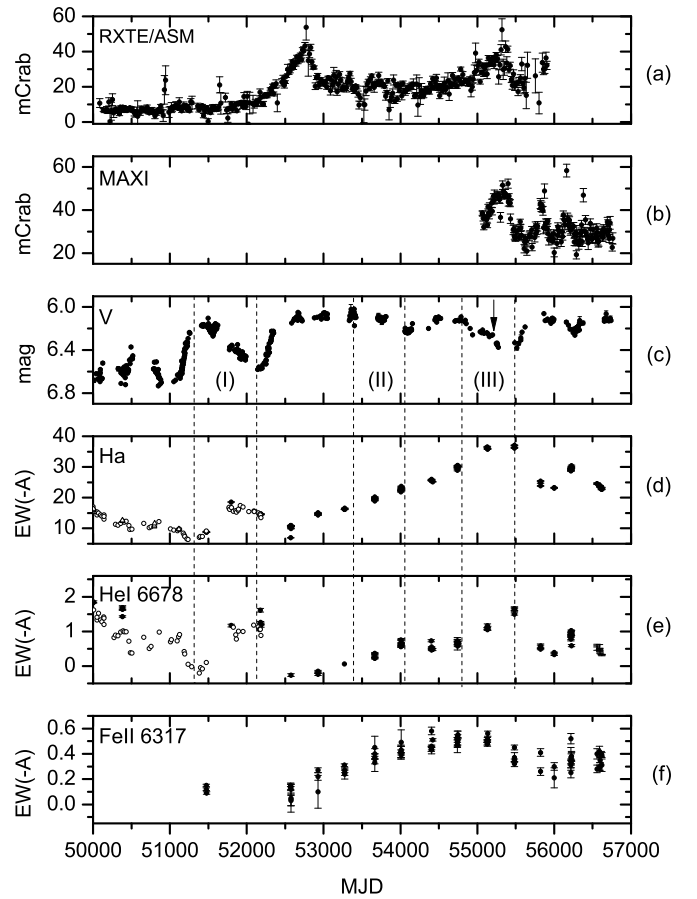 60
RXTE/ASM
40
mCrab
(a)
20
0
MAXI
60
mCrab
40
(b)
20
6.0
V
mag
6.4
(c)
6.8
(I)
(II)
(III)
40
Ha
30
EW(-A)
(d)
20
10
HeI 6678
2
EW(-A)
1
(e)
0
FeII 6317
0.6
EW(-A)
0.4
(f)
0.2
0.0
50000 51000 52000 53000 54000 55000 56000 57000
MJD